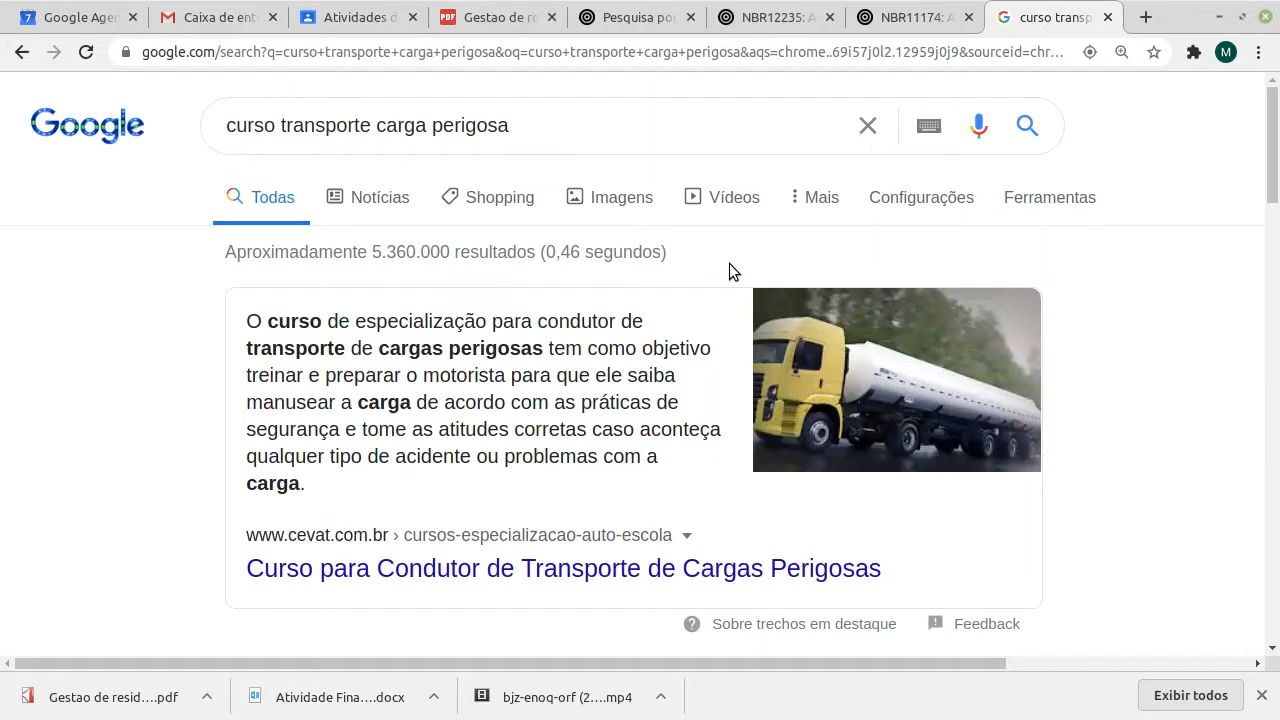 Google Agen
Caixa de ent
Atividades d
Gestao de re
Pesquisa po
NBR12235: A
NBR11174: A
curso transp
google.com/search?q=curso+transporte+carga+perigosa&oq=curso+transporte+carga+perigosa&aqs=chrome..69i57j0l2.12959j0j9&sourceid=chr...
M
Google
curso transporte carga perigosa
Todas
Notícias
Shopping
Imagens
Vídeos
Mais
Configurações
Ferramentas
Aproximadamente 5.360.000 resultados (0,46 segundos)
O curso de especialização para condutor de
transporte de cargas perigosas tem como objetivo
treinar e preparar o motorista para que ele saiba
manusear a carga de acordo com as práticas de
segurança e tome as atitudes corretas caso aconteça
qualquer tipo de acidente ou problemas com a
carga.
www.cevat.com.br › cursos-especializacao-auto-escola
Curso para Condutor de Transporte de Cargas Perigosas
Sobre trechos em destaque
Feedback
Gestao de resid....pdf
Atividade Fina....docx
bjz-enoq-orf (2....mp4
Exibir todos